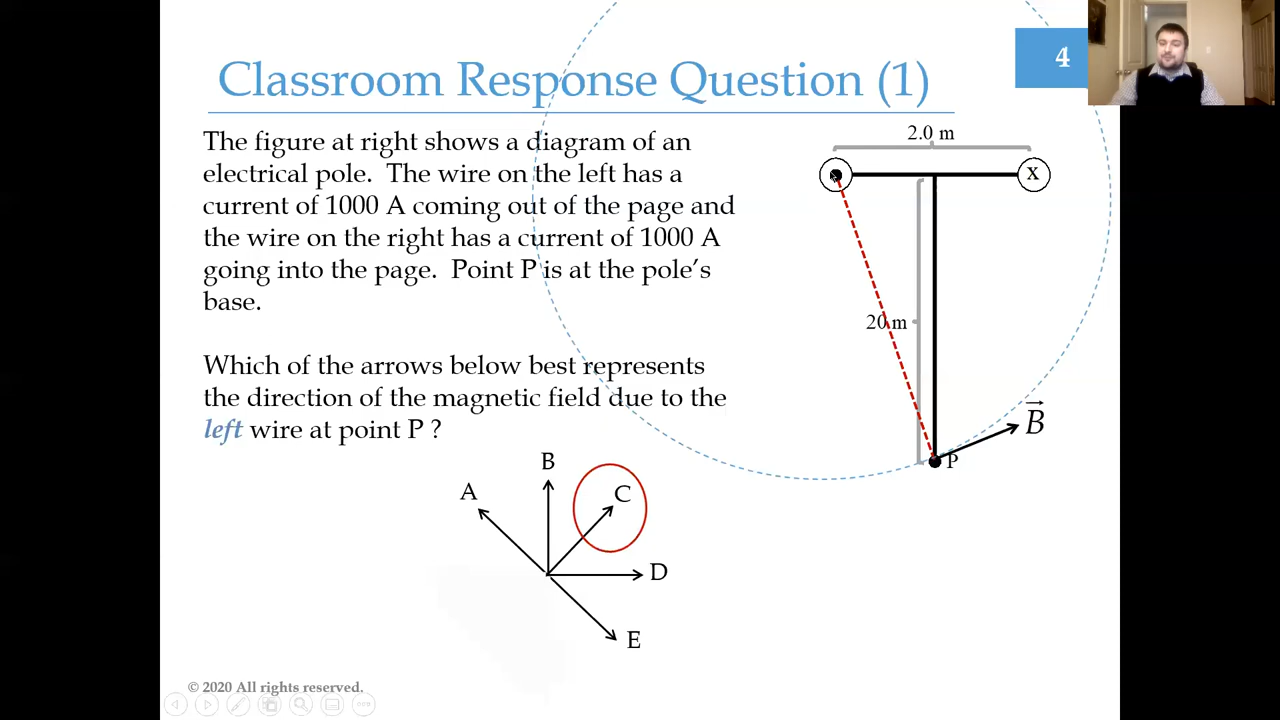 4
Classroom Response Question (1)
The figure at right shows a diagram of an
electrical pole. The wire on the left has a
current of 1000 A coming out of the page and
the wire on the right has a current of 1000 A
going into the page. Point P is at the pole's
base.
Which of the arrows below best represents
the direction of the magnetic field due to the
left wire at point P ?
2.0 m
X
20 m
B
P
A
B
C
D
E
© 2020 All rights reserved.